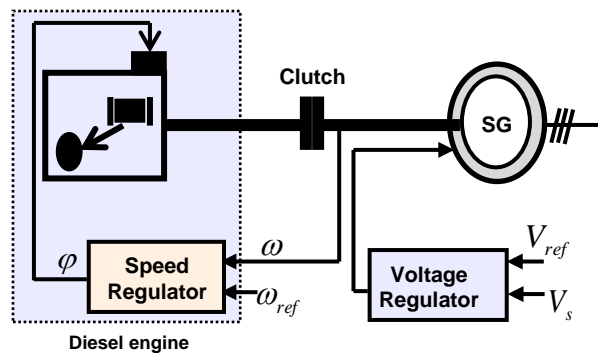 Clutch
SG
φ
Speed
Regulator
ω
ω_ref
Voltage
Regulator
V_ref
V_s
Diesel engine